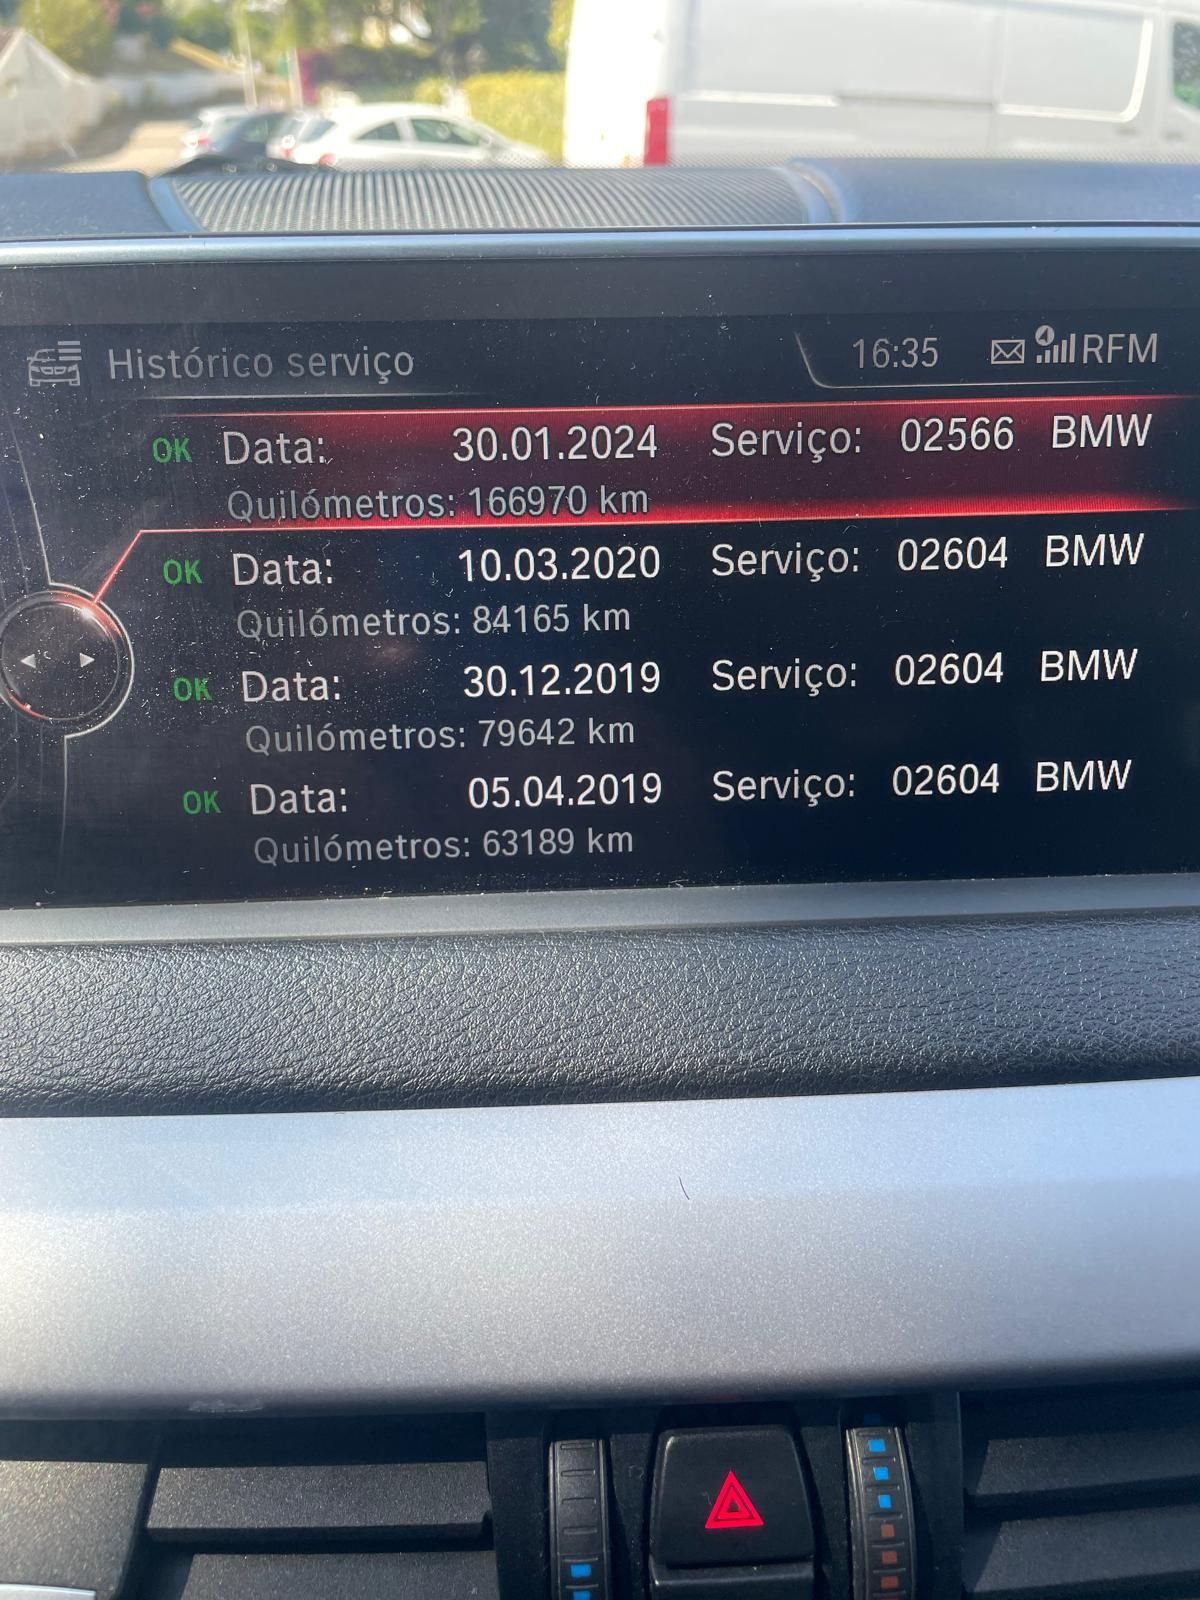 Histórico serviço 16:35 RFM
OK Data: 30.01.2024 Serviço: 02566 BMW
Quilómetros: 166970 km
OK Data: 10.03.2020 Serviço: 02604 BMW
Quilómetros: 84165 km
OK Data: 30.12.2019 Serviço: 02604 BMW
Quilómetros: 79642 km
OK Data: 05.04.2019 Serviço: 02604 BMW
Quilómetros: 63189 km